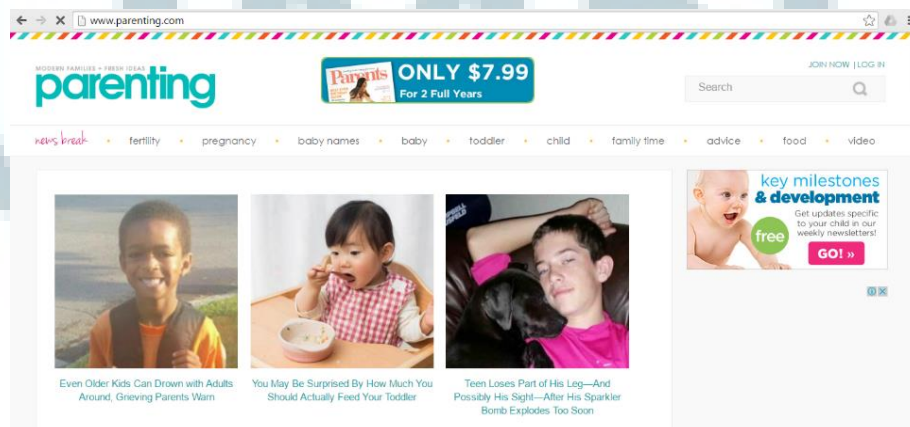 www.parenting.com
MODERN FAMILIES + FRESH IDEAS
parenting
Parents
ONLY $7.99
For 2 Full Years
JOIN NOW | LOG IN
Search
news break • fertility • pregnancy • baby names • baby • toddler • child • family time • advice • food • video
key milestones
& development
Get updates specific
to your child in our
weekly newsletters!
free
GO! »
Even Older Kids Can Drown with Adults
Around, Grieving Parents Warn
You May Be Surprised By How Much You
Should Actually Feed Your Toddler
Teen Loses Part of His Leg—And
Possibly His Sight—After His Sparkler
Bomb Explodes Too Soon